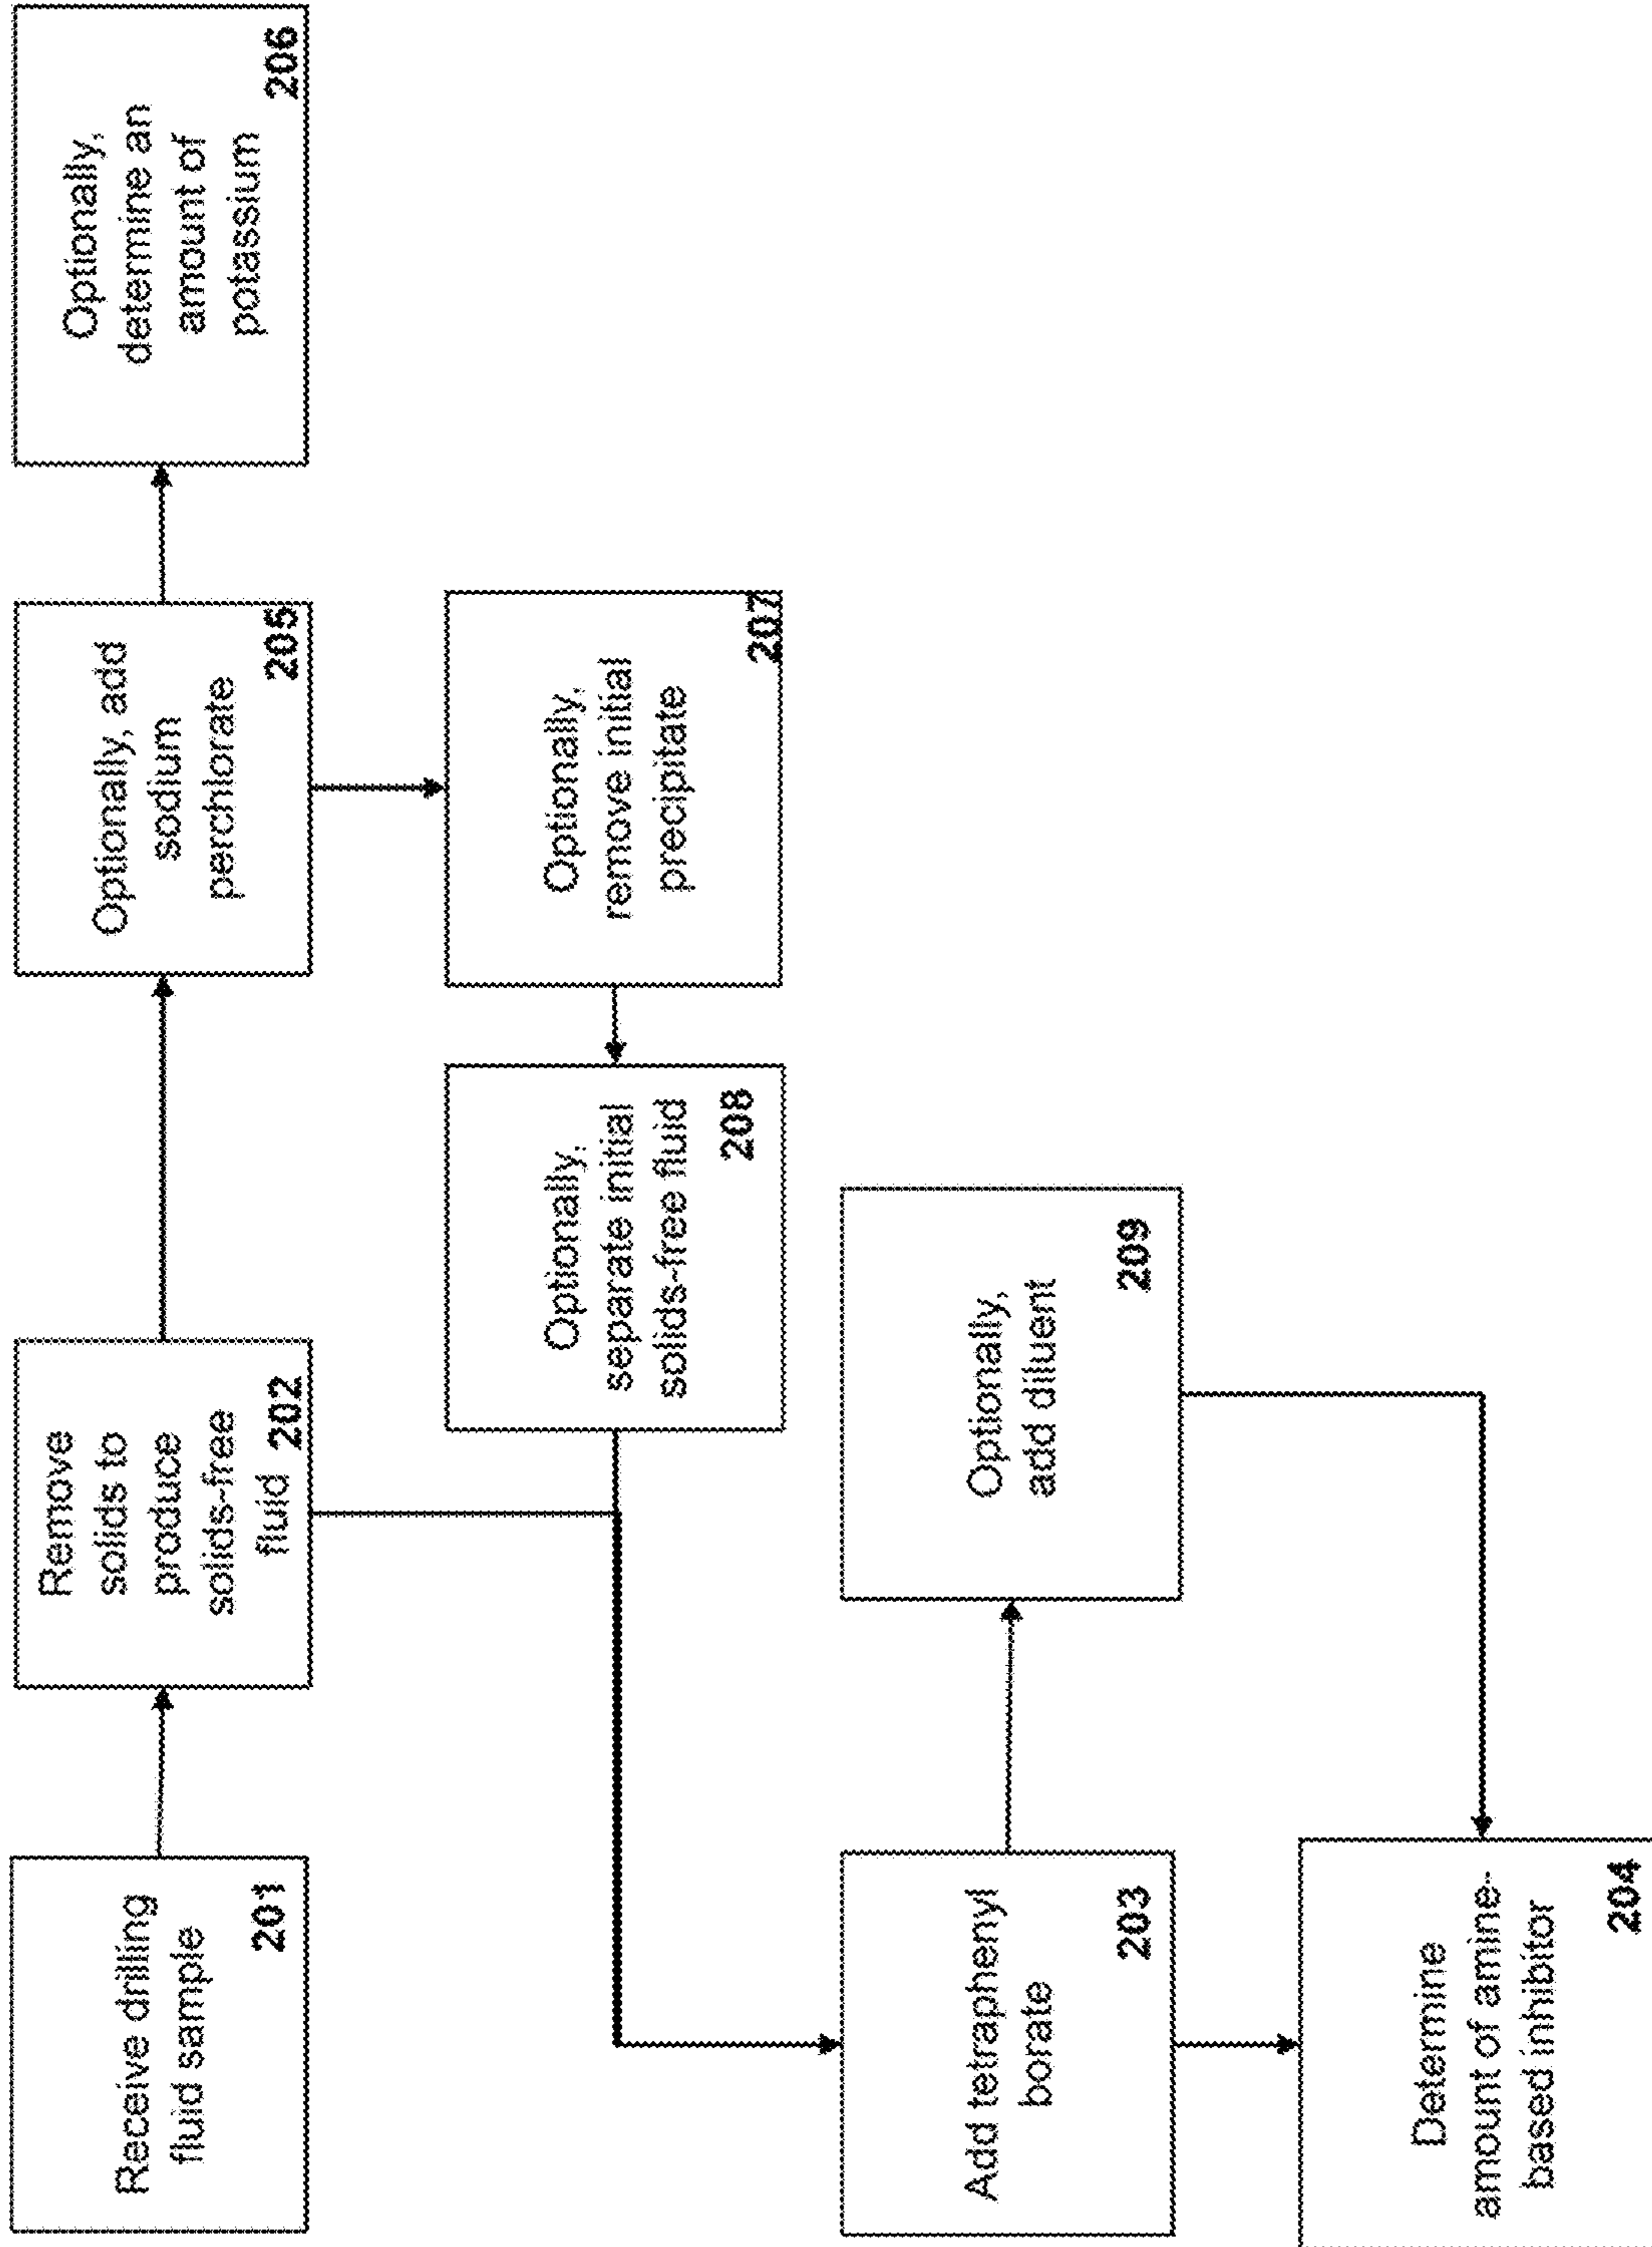 Receive drilling
fluid sample
201
Remove
solids to
produce
solids-free
fluid 202
Optionally, add
sodium
perchlorate
205
Optionally,
determine an
amount of
potassium
206
Optionally,
separate initial
solids-free fluid
208
Optionally,
remove initial
precipitate
207
Add tetraphenyl
borate
203
Optionally,
add diluent
209
Determine
amount of amine-
based inhibitor
204